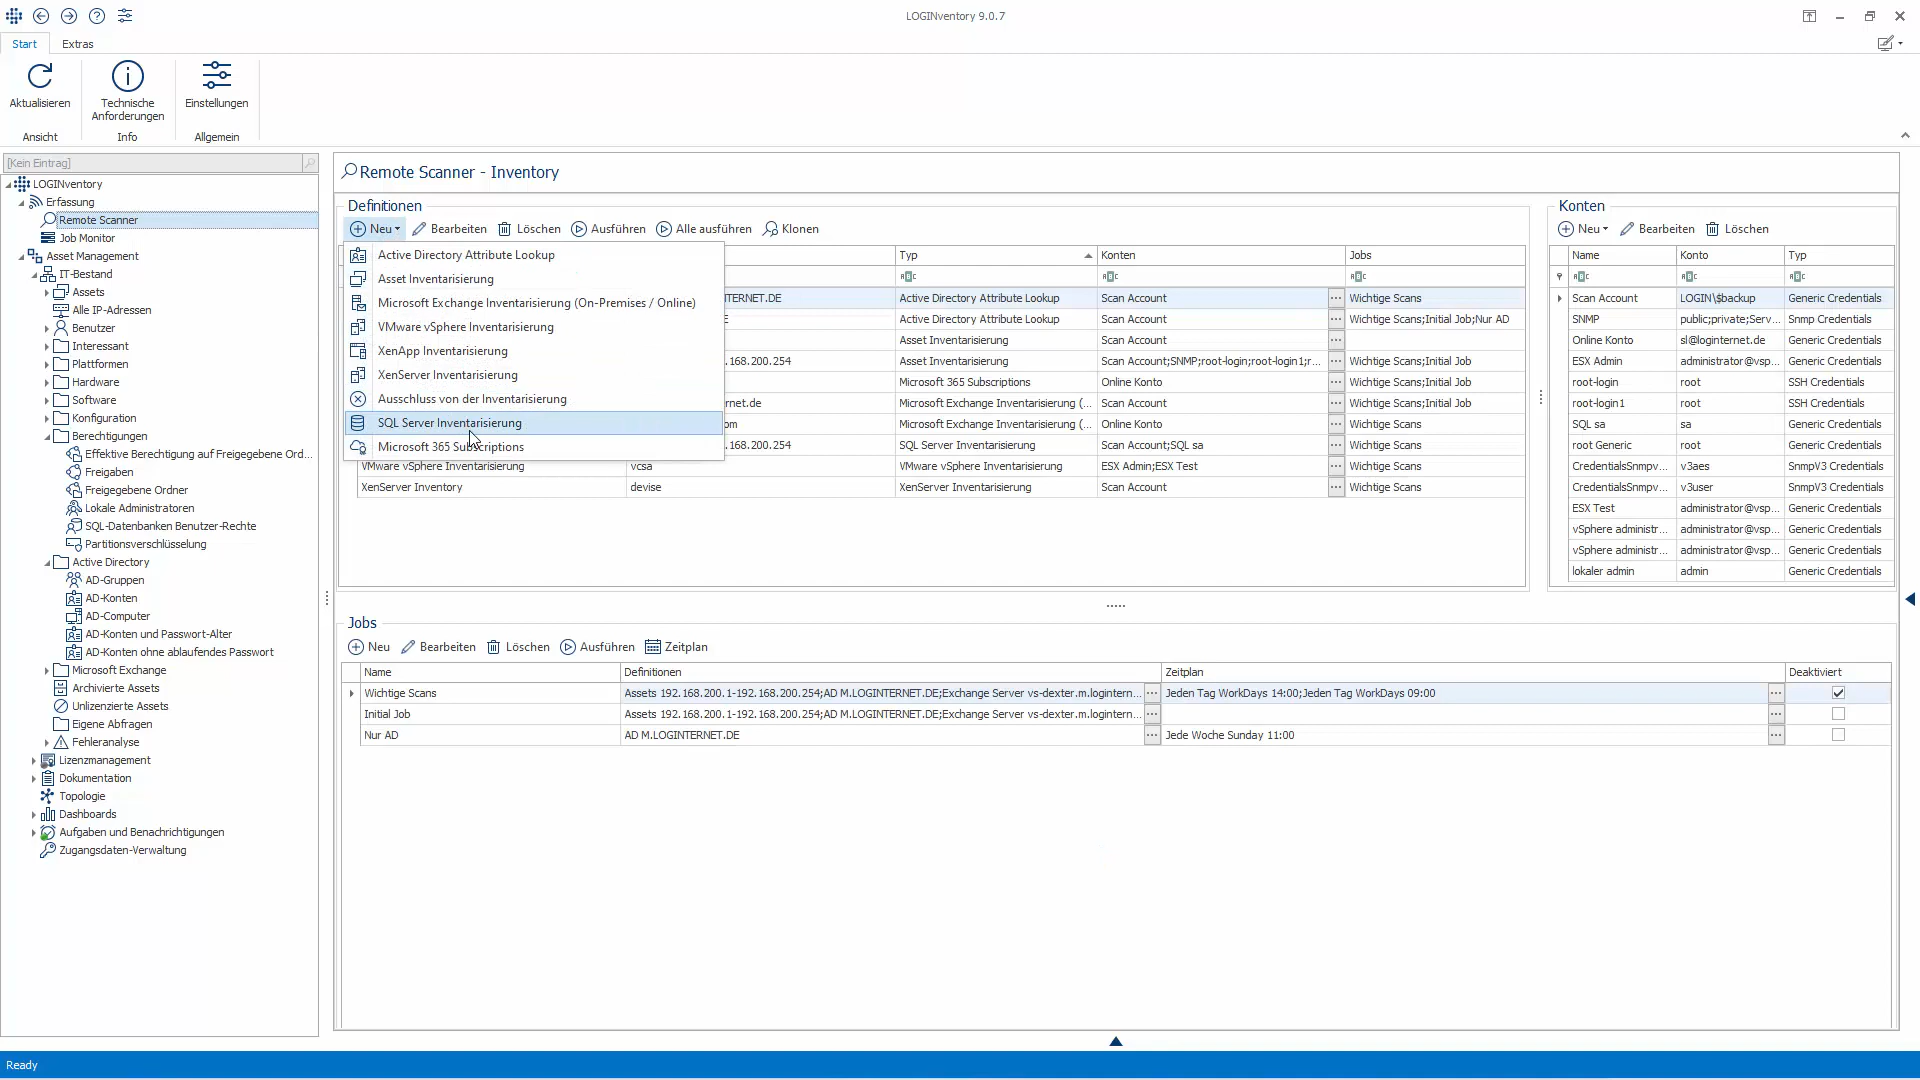 LOGINventory 9.0.7
Start
Extras
Aktualisieren
Technische
Anforderungen
Einstellungen
Ansicht
Info
Allgemein
[Kein Eintrag]
LOGINventory
Erfassung
Remote Scanner
Job Monitor
Asset Management
IT-Bestand
Assets
Alle IP-Adressen
Benutzer
Interessant
Plattformen
Hardware
Software
Konfiguration
Berechtigungen
Effektive Berechtigung auf Freigegebene Ord...
Freigaben
Freigegebene Ordner
Lokale Administratoren
SQL-Datenbanken Benutzer-Rechte
Partitionsverschlüsselung
Active Directory
AD-Gruppen
AD-Konten
AD-Computer
AD-Konten und Passwort-Alter
AD-Konten ohne ablaufendes Passwort
Microsoft Exchange
Archivierte Assets
Unlizenzierte Assets
Eigene Abfragen
Fehleranalyse
Lizenzmanagement
Dokumentation
Topologie
Dashboards
Aufgaben und Benachrichtigungen
Zugangsdaten-Verwaltung
Remote Scanner - Inventory
Definitionen
Neu Bearbeiten Löschen Ausführen Alle ausführen Klonen
Active Directory Attribute Lookup
Asset Inventarisierung
Microsoft Exchange Inventarisierung (On-Premises / Online)
VMware vSphere Inventarisierung
XenApp Inventarisierung
XenServer Inventarisierung
Ausschluss von der Inventarisierung
SQL Server Inventarisierung
Microsoft 365 Subscriptions
Typ Konten Jobs
TERNET.DE Active Directory Attribute Lookup Scan Account Wichtige Scans
E Active Directory Attribute Lookup Scan Account Wichtige Scans;Initial Job;Nur AD
Asset Inventarisierung Scan Account
.168.200.254 Asset Inventarisierung Scan Account;SNMP;root-login;root-login1;r... Wichtige Scans;Initial Job
Microsoft 365 Subscriptions Online Konto Wichtige Scans;Initial Job
rnet.de Microsoft Exchange Inventarisierung (... Scan Account Wichtige Scans;Initial Job
om Microsoft Exchange Inventarisierung (... Online Konto Wichtige Scans
.168.200.254 SQL Server Inventarisierung Scan Account;SQL sa Wichtige Scans
VMware vSphere Inventarisierung vcsa VMware vSphere Inventarisierung ESX Admin;ESX Test Wichtige Scans
XenServer Inventory devise XenServer Inventarisierung Scan Account Wichtige Scans
Konten
Neu Bearbeiten Löschen
Name Konto Typ
Scan Account LOGIN\$backup Generic Credentials
SNMP public;private;Serv... Snmp Credentials
Online Konto sl@loginternet.de Generic Credentials
ESX Admin administrator@vsp... Generic Credentials
root-login root SSH Credentials
root-login1 root SSH Credentials
SQL sa sa Generic Credentials
root Generic root Generic Credentials
CredentialsSnmpv... v3aes SnmpV3 Credentials
CredentialsSnmpv... v3user SnmpV3 Credentials
ESX Test administrator@vsp... Generic Credentials
vSphere administr... administrator@vsp... Generic Credentials
vSphere administr... administrator@vsp... Generic Credentials
lokaler admin admin Generic Credentials
Jobs
Neu Bearbeiten Löschen Ausführen Zeitplan
Name Definitionen Zeitplan Deaktiviert
Wichtige Scans Assets 192.168.200.1-192.168.200.254;AD M.LOGINTERNET.DE;Exchange Server vs-dexter.m.logintern... Jeden Tag WorkDays 14:00;Jeden Tag WorkDays 09:00
Initial Job Assets 192.168.200.1-192.168.200.254;AD M.LOGINTERNET.DE;Exchange Server vs-dexter.m.logintern...
Nur AD AD M.LOGINTERNET.DE Jede Woche Sunday 11:00
Ready